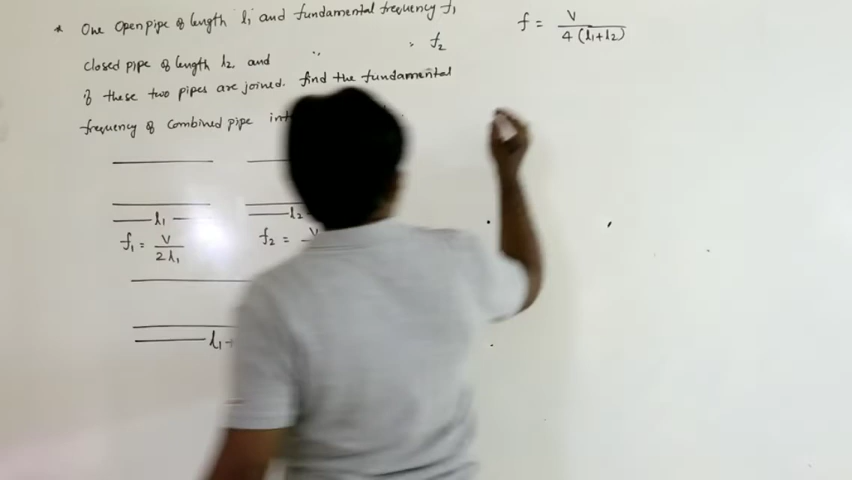 * One open pipe of length l₁ and fundamental frequency f₁
closed pipe of length l₂ and " " f₂
If these two pipes are joined. find the fundamental
frequency of combined pipe
l₁ l₂
f₁ = V/2l₁ f₂ =
l₁+
f = V/4(l₁+l₂)